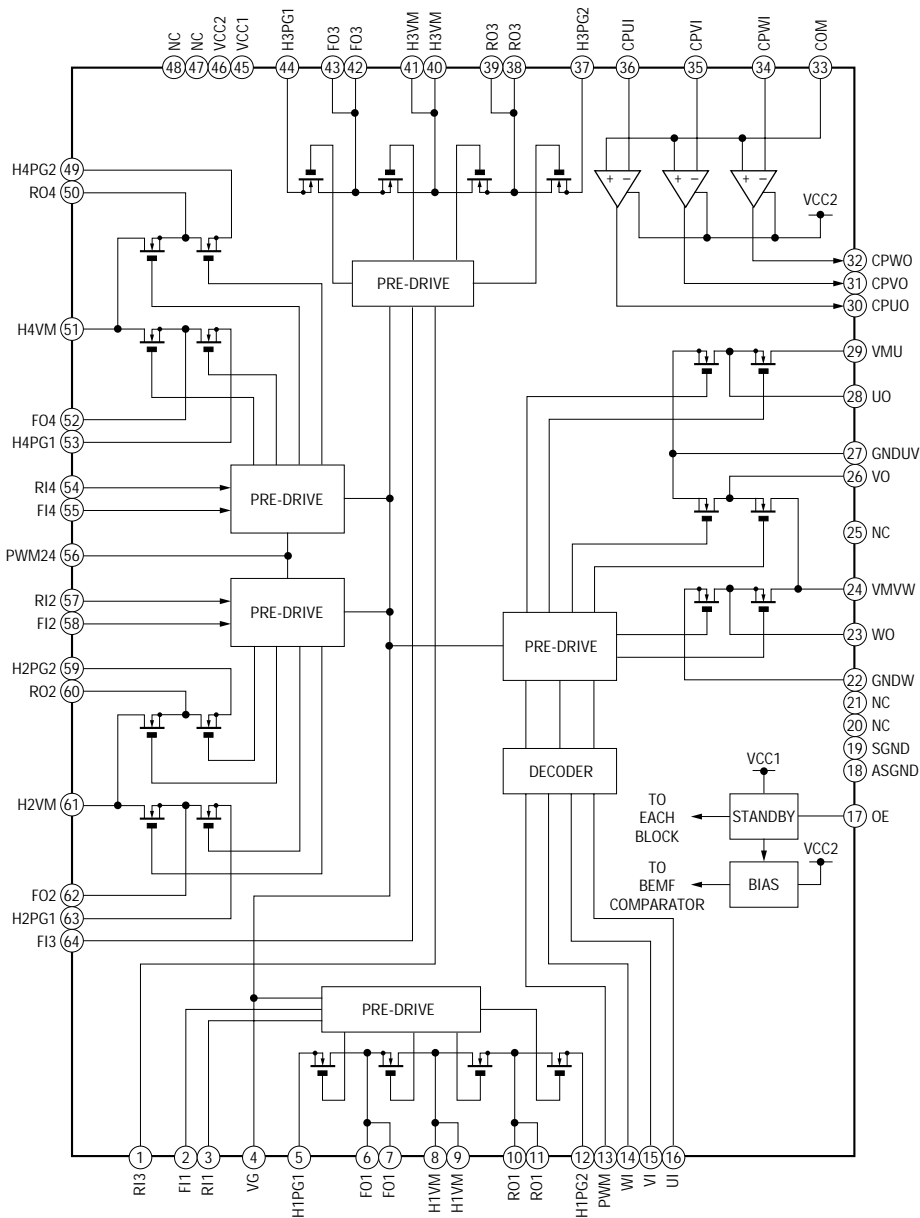 NC
NC
VCC2
VCC1
H3PG1
FO3
FO3
H3VM
H3VM
RO3
RO3
H3PG2
CPUI
CPVI
CPWI
COM
48
47
46
45
44
43
42
41
40
39
38
37
36
35
34
33
H4PG2 49
RO4 50
+ −
+ −
+ −
VCC2
PRE-DRIVE
32 CPWO
31 CPVO
30 CPUO
H4VM 51
29 VMU
28 UO
FO4 52
H4PG1 53
27 GNDUV
26 VO
RI4 54
FI4 55
PRE-DRIVE
25 NC
PWM24 56
24 VMVW
RI2 57
FI2 58
PRE-DRIVE
23 WO
PRE-DRIVE
H2PG2 59
RO2 60
22 GNDW
21 NC
20 NC
19 SGND
18 ASGND
DECODER
VCC1
H2VM 61
TO
EACH
BLOCK
STANDBY
17 OE
VCC2
TO
BEMF
COMPARATOR
BIAS
FO2 62
H2PG1 63
FI3 64
PRE-DRIVE
1
2
3
4
5
6
7
8
9
10
11
12
13
14
15
16
RI3
FI1
RI1
VG
H1PG1
FO1
FO1
H1VM
H1VM
RO1
RO1
H1PG2
PWM
WI
VI
UI